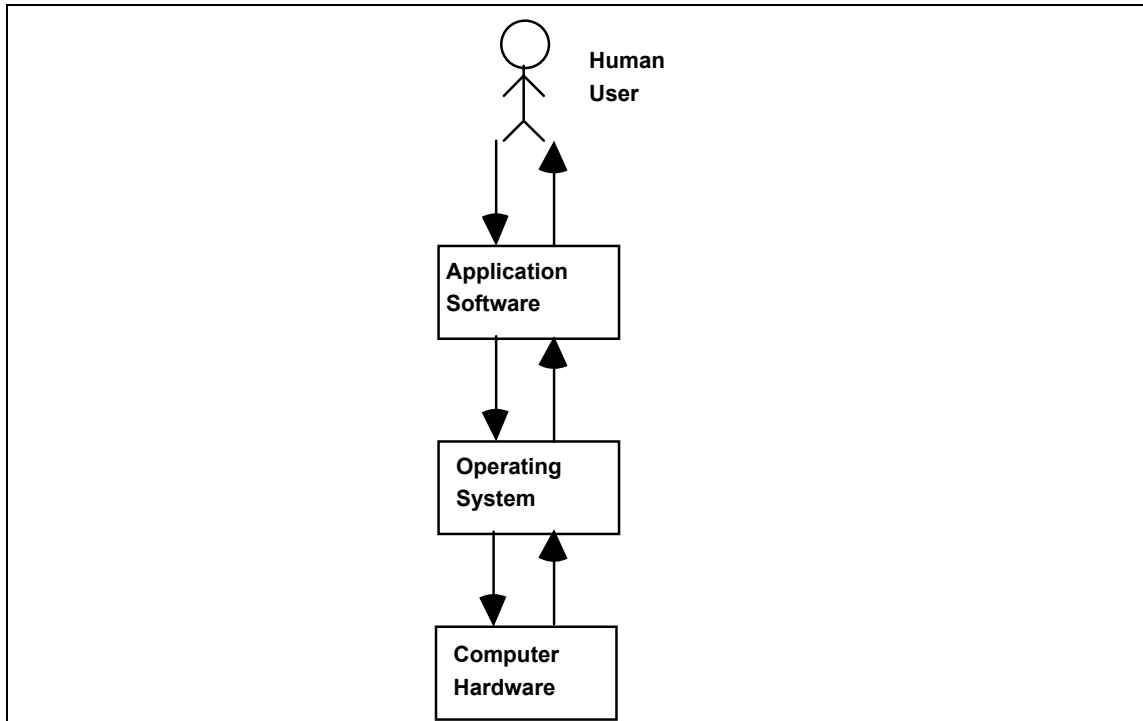 Human
User
Application
Software
Operating
System
Computer
Hardware